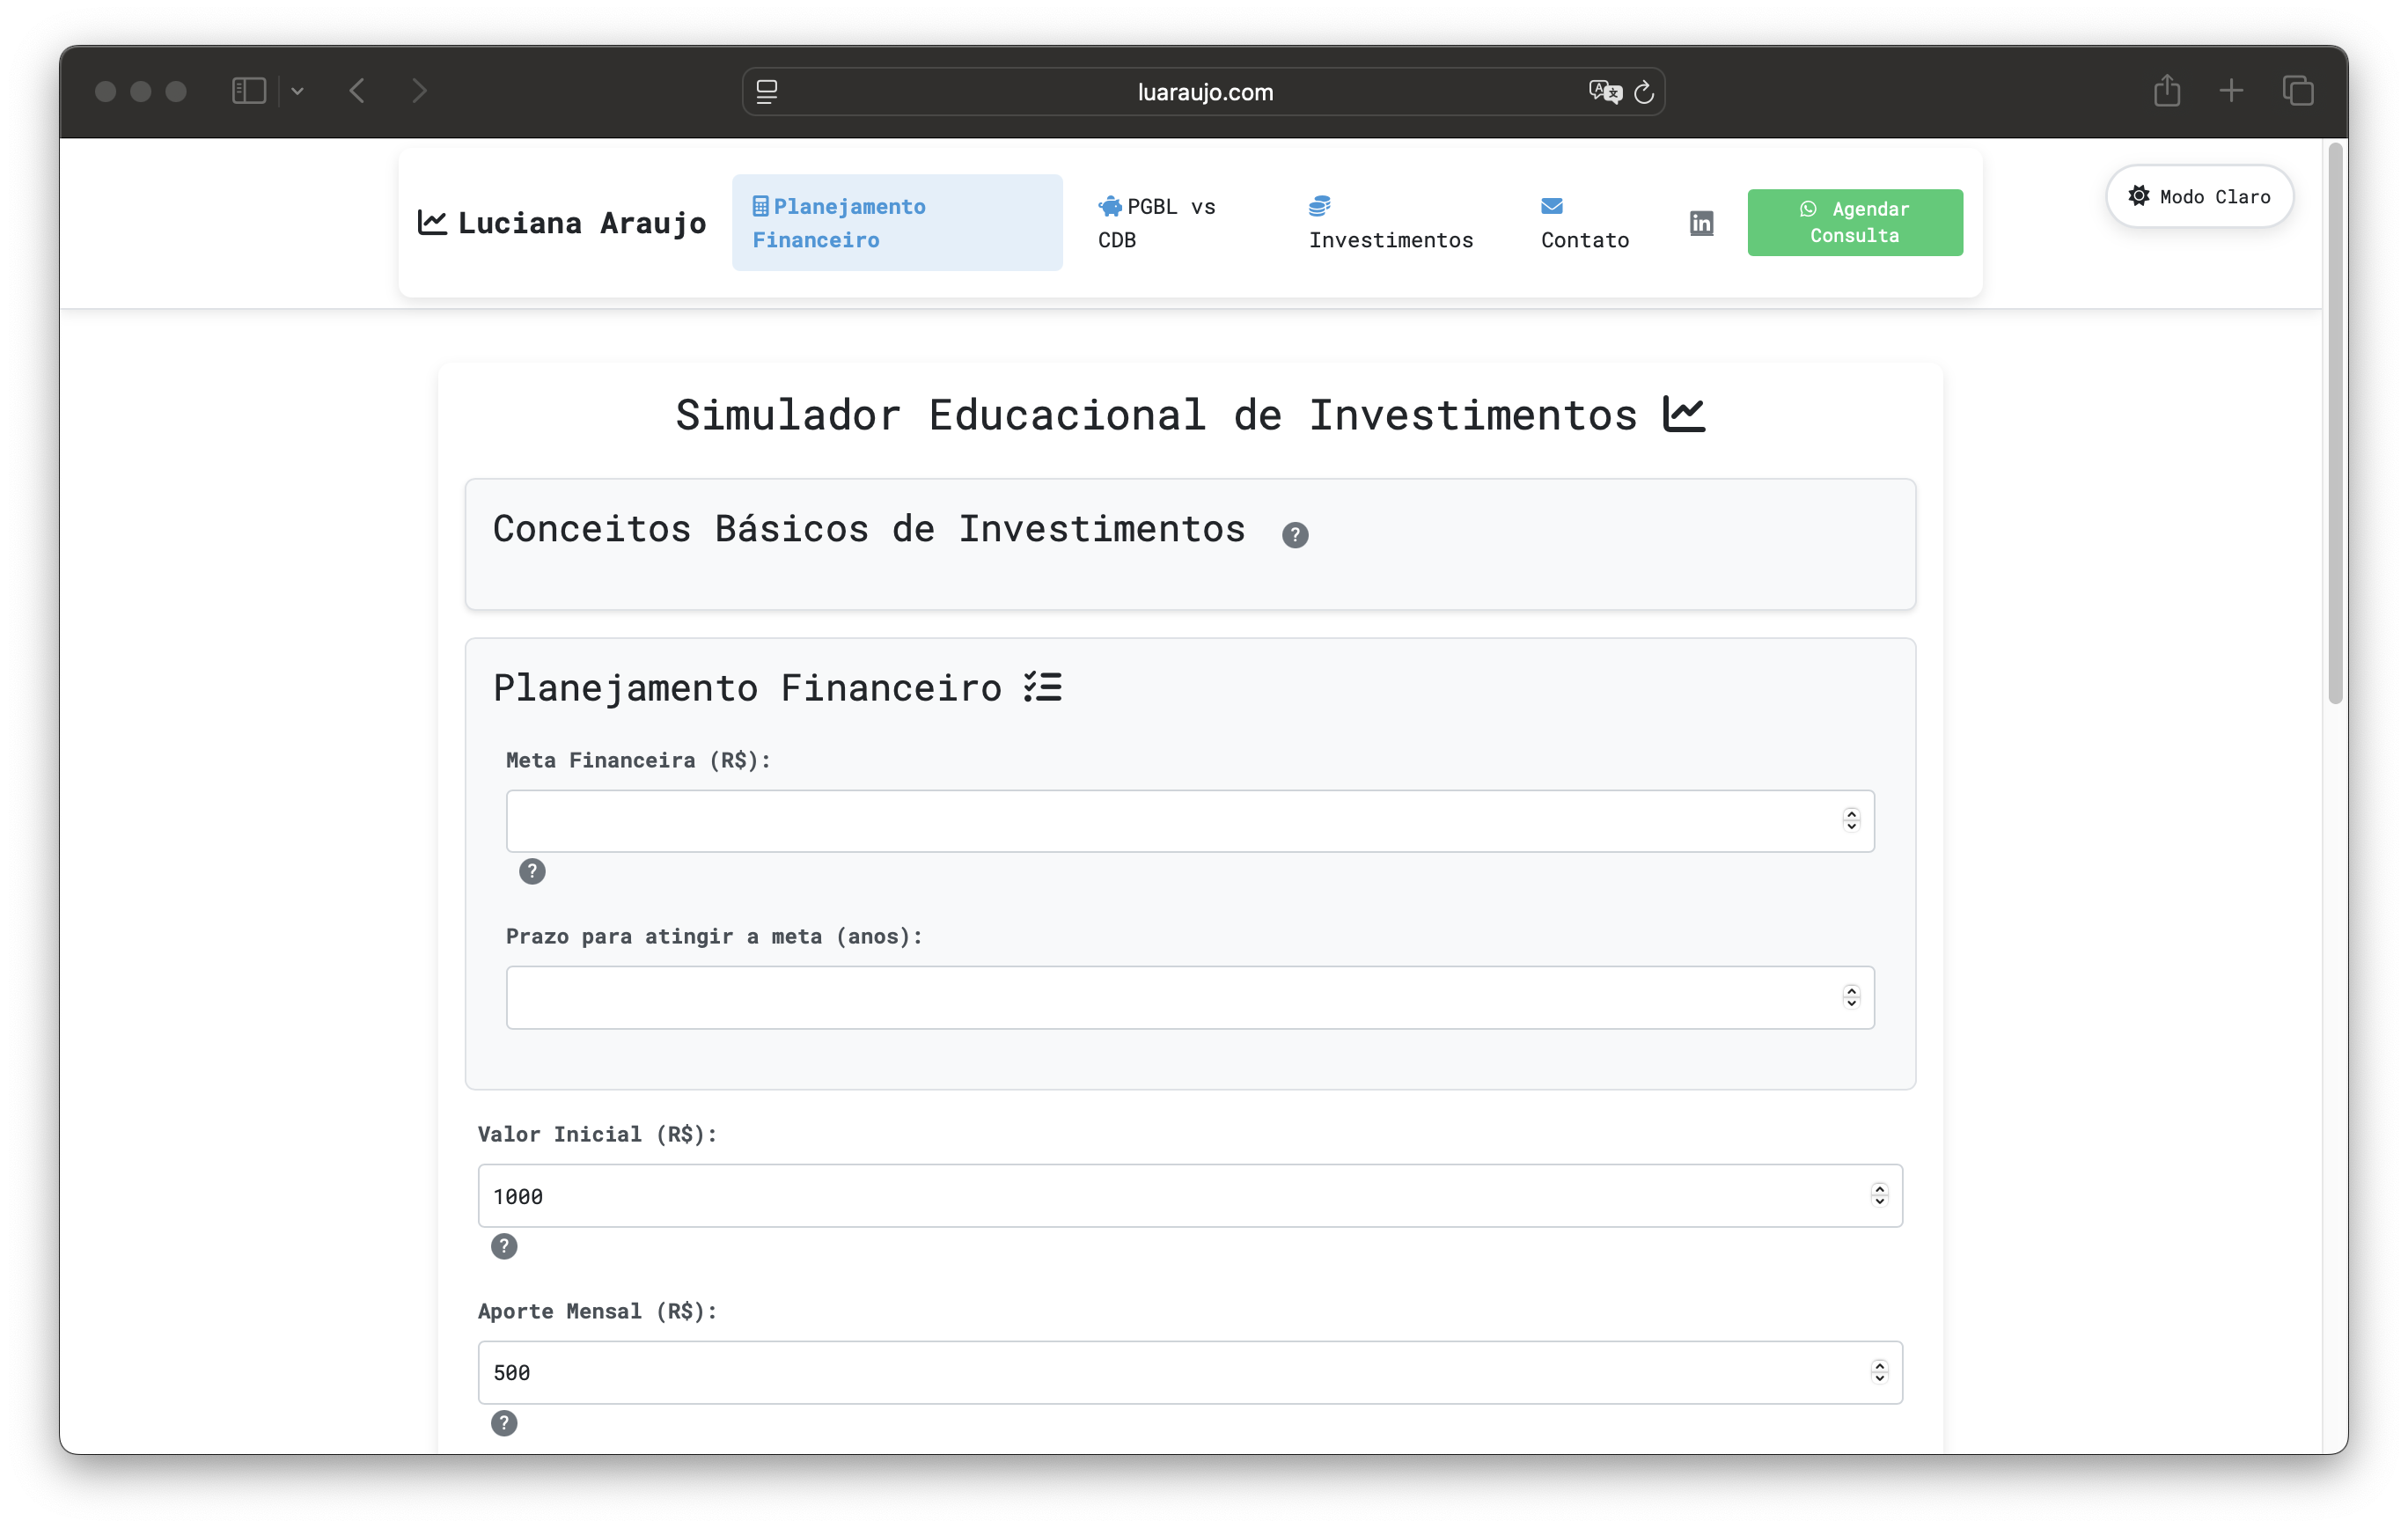 luaraujo.com
Luciana Araujo
Planejamento
Financeiro
PGBL vs
CDB
Investimentos
Contato
in
Agendar
Consulta
Modo Claro
Simulador Educacional de Investimentos
Conceitos Básicos de Investimentos ?
Planejamento Financeiro
Meta Financeira (R$):
?
Prazo para atingir a meta (anos):
Valor Inicial (R$):
1000
?
Aporte Mensal (R$):
500
?